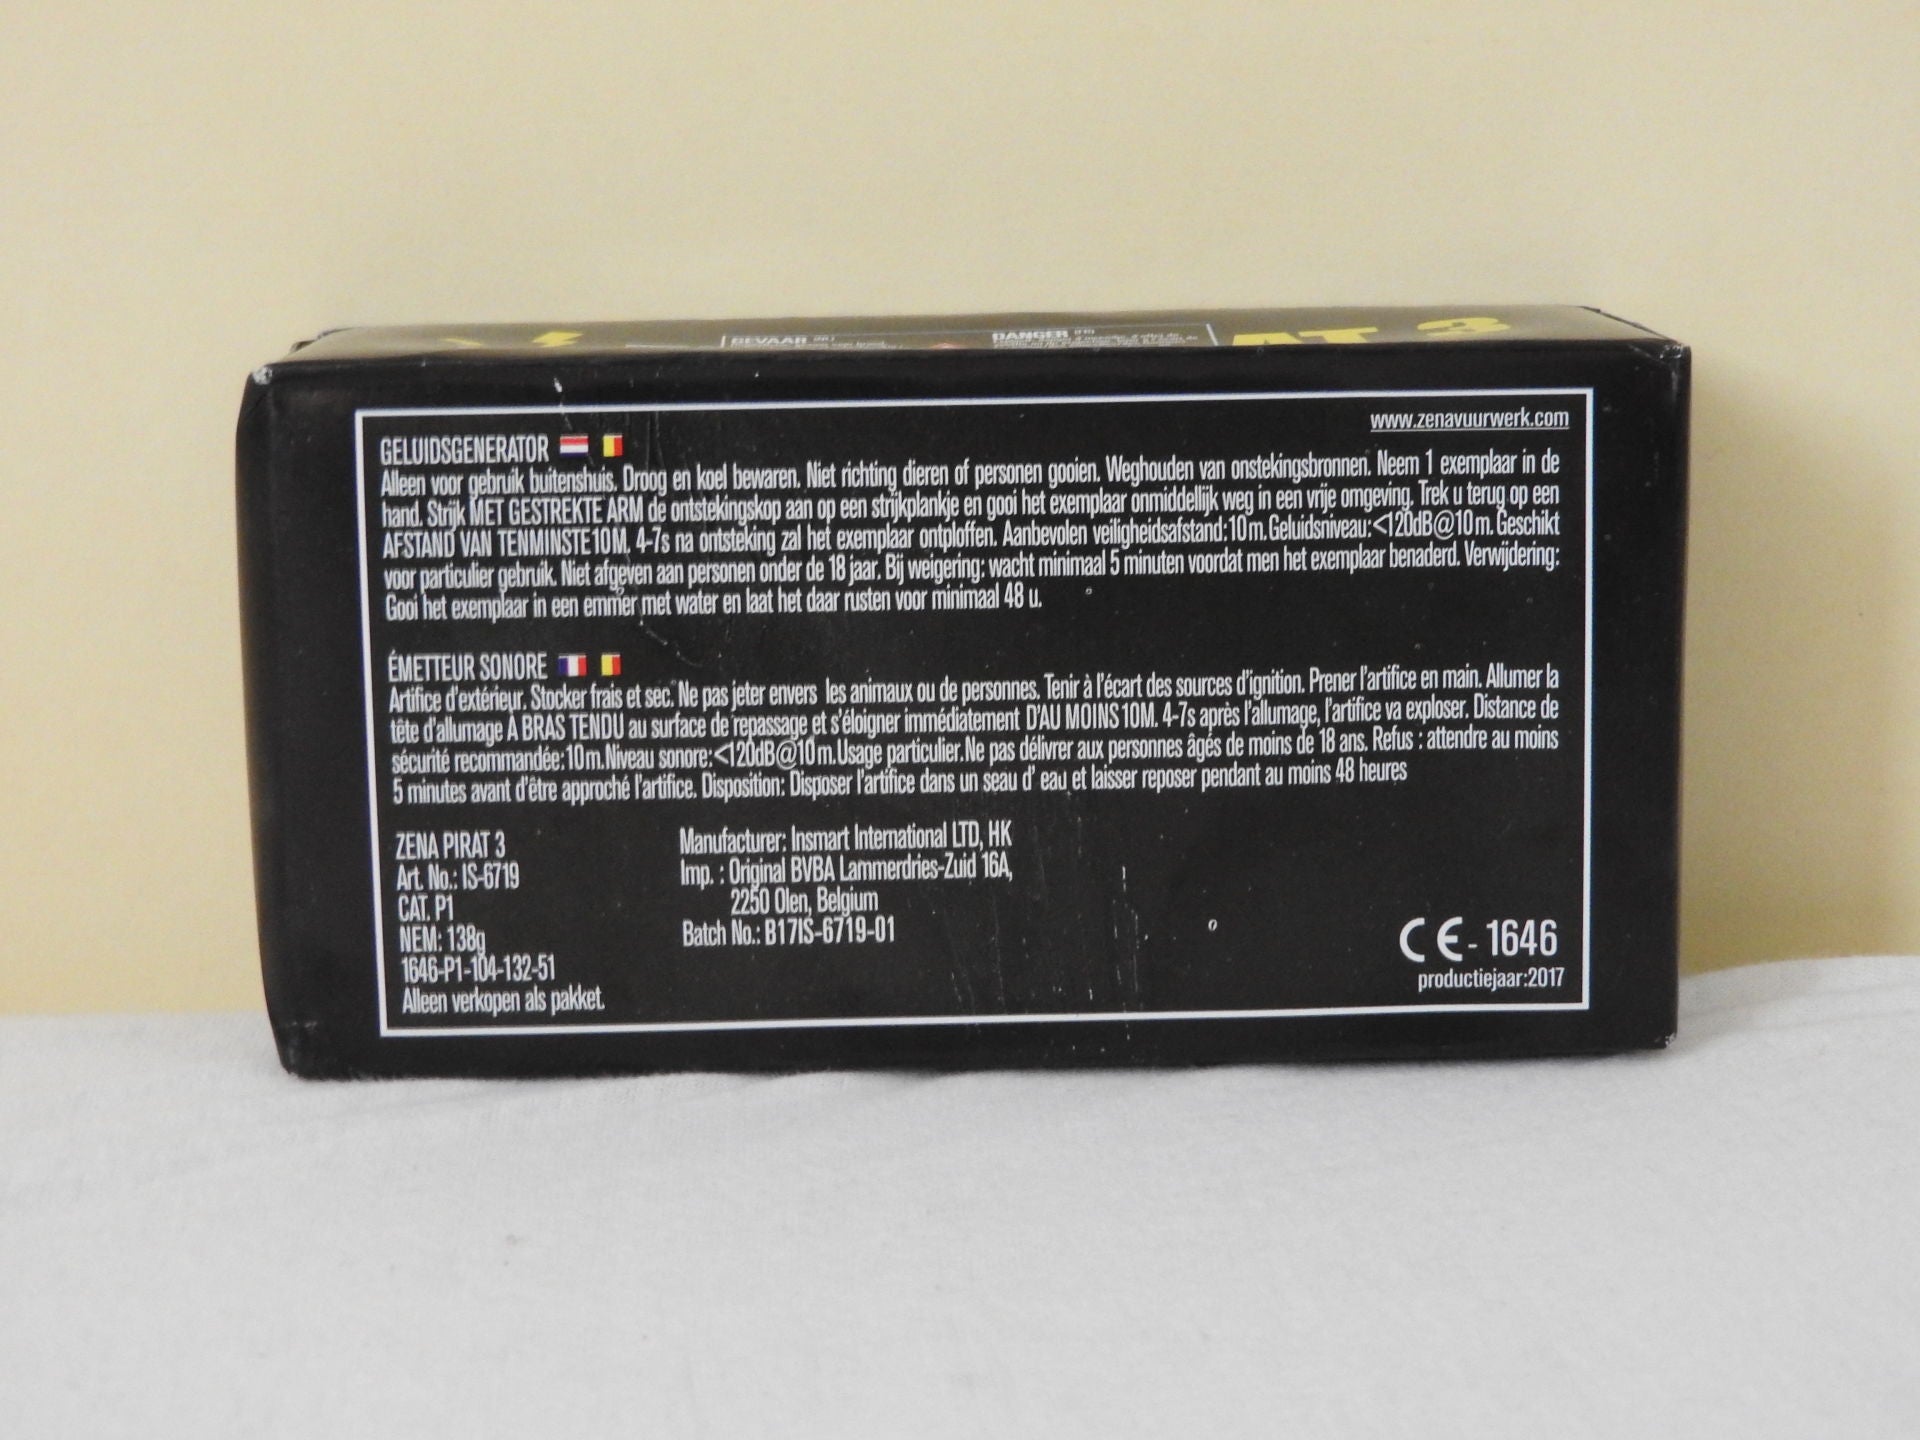 GEVAAR
DANGER
AT 3
www.zenavuurwerk.com
GELUIDSGENERATOR
Alleen voor gebruik buitenshuis. Droog en koel bewaren. Niet richting dieren of personen gooien. Weghouden van onstekingsbronnen. Neem 1 exemplaar in de
hand. Strijk MET GESTREKTE ARM de ontstekingskop aan op een strijkplankje en gooi het exemplaar onmiddellijk weg in een vrije omgeving. Trek u terug op een
AFSTAND VAN TENMINSTE 10M. 4-7s na ontsteking zal het exemplaar ontploffen. Aanbevolen veiligheidsafstand: 10m. Geluidsniveau: <120dB@10m. Geschikt
voor particulier gebruik. Niet afgeven aan personen onder de 18 jaar. Bij weigering: wacht minimaal 5 minuten voordat men het exemplaar benaderd. Verwijdering:
Gooi het exemplaar in een emmer met water en laat het daar rusten voor minimaal 48 u.
ÉMETTEUR SONORE
Artifice d'extérieur. Stocker frais et sec. Ne pas jeter envers les animaux ou de personnes. Tenir à l'écart des sources d'ignition. Prener l'artifice en main. Allumer la
tête d'allumage À BRAS TENDU au surface de repassage et s'éloigner immédiatement D'AU MOINS 10M. 4-7s après l'allumage, l'artifice va exploser. Distance de
sécurité recommandée: 10m. Niveau sonore: <120dB@10m. Usage particulier. Ne pas délivrer aux personnes âgés de moins de 18 ans. Refus : attendre au moins
5 minutes avant d'être approché l'artifice. Disposition: Disposer l'artifice dans un seau d' eau et laisser reposer pendant au moins 48 heures
ZENA PIRAT 3
Art. No.: IS-6719
CAT. P1
NEM: 138g
1646-P1-104-132-51
Alleen verkopen als pakket.
Manufacturer: Insmart International LTD, HK
Imp. : Original BVBA Lammerdries-Zuid 16A,
2250 Olen, Belgium
Batch No.: B17IS-6719-01
CE - 1646
productiejaar:2017